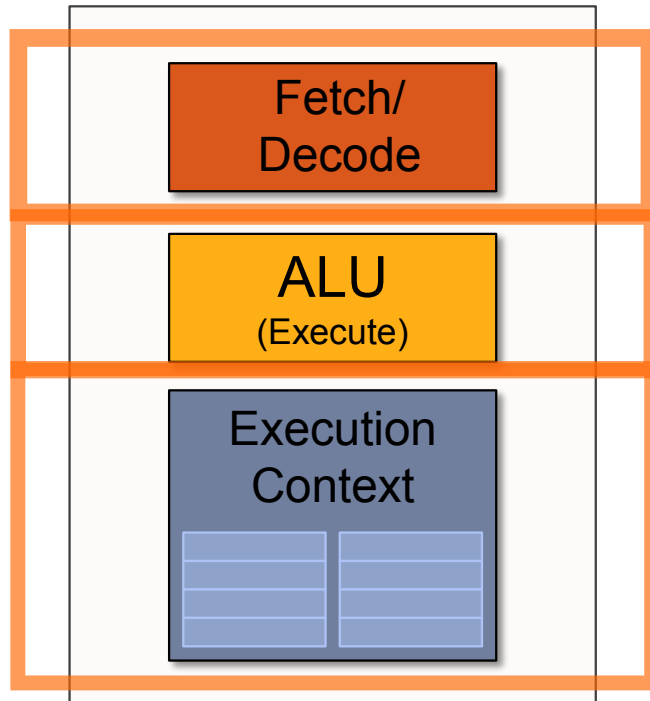 Fetch/
Decode
ALU
(Execute)
Execution
Context